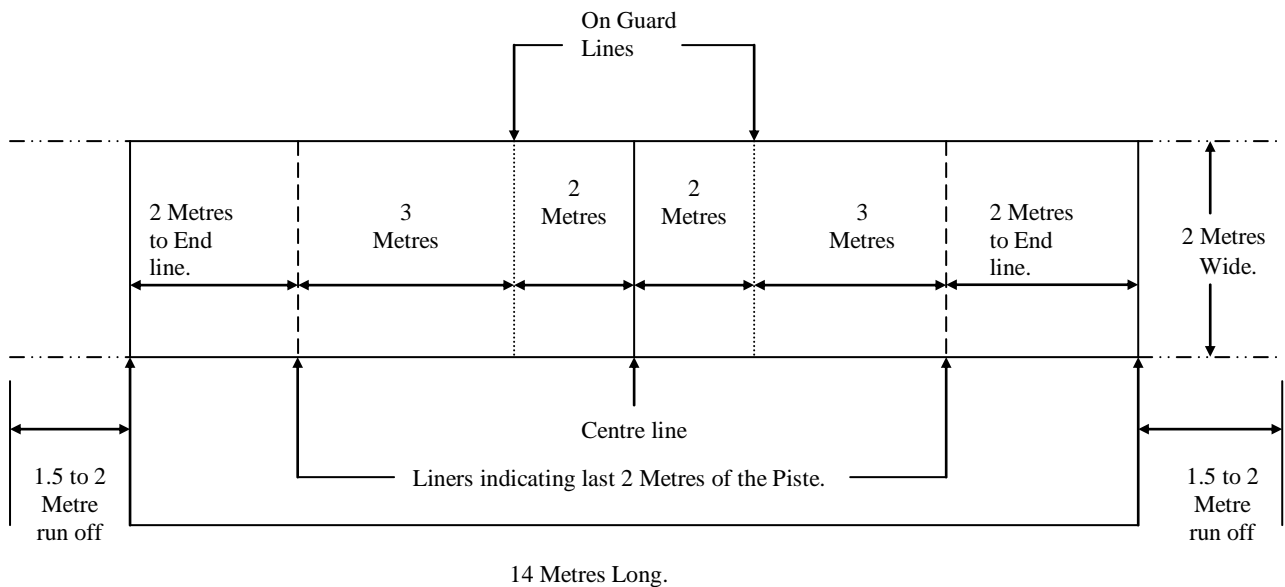 On Guard
Lines
2 Metres
to End
line.
3
Metres
2
Metres
2
Metres
3
Metres
2 Metres
to End
line.
2 Metres
Wide.
Centre line
Liners indicating last 2 Metres of the Piste.
1.5 to 2
Metre
run off
1.5 to 2
Metre
run off
14 Metres Long.